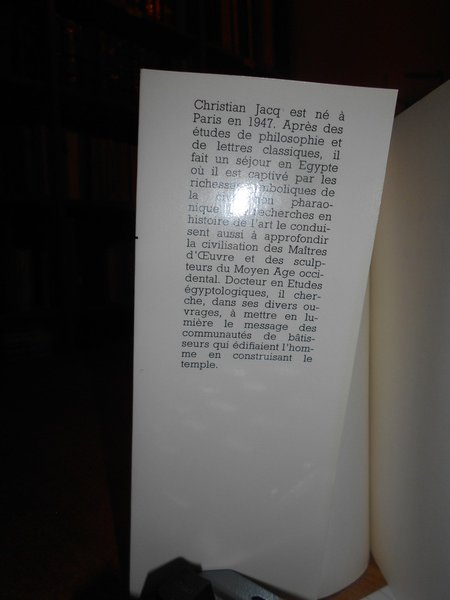 Christian Jacq est né à
Paris en 1947. Après des
études de philosophie et
de lettres classiques, il
fait un séjour en Egypte
où il est captivé par les
symboliques de
la pharao-
nique recherches en
histoire de l'art le condui-
sent aussi à approfondir
la civilisation des Maîtres
d'Œuvre et des sculp-
teurs du Moyen Age occi-
dental. Docteur en Etudes
égyptologiques, il cher-
che, dans ses divers ou-
vrages, à mettre en lu-
mière le message des
communautés de bâtis-
seurs qui édifiaient l'hom-
me en construisant le
temple.